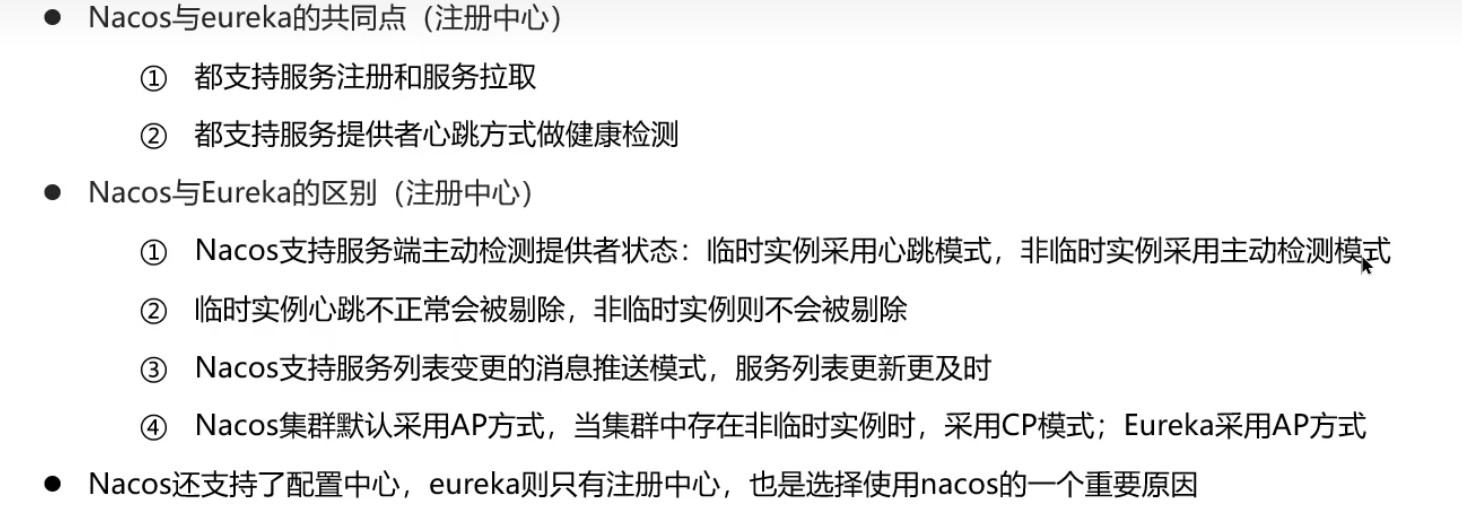 ● Nacos与eureka的共同点（注册中心）
① 都支持服务注册和服务拉取
② 都支持服务提供者心跳方式做健康检测
● Nacos与Eureka的区别（注册中心）
① Nacos支持服务端主动检测提供者状态：临时实例采用心跳模式，非临时实例采用主动检测模式
② 临时实例心跳不正常会被剔除，非临时实例则不会被剔除
③ Nacos支持服务列表变更的消息推送模式，服务列表更新更及时
④ Nacos集群默认采用AP方式，当集群中存在非临时实例时，采用CP模式；Eureka采用AP方式
● Nacos还支持了配置中心，eureka则只有注册中心，也是选择使用nacos的一个重要原因